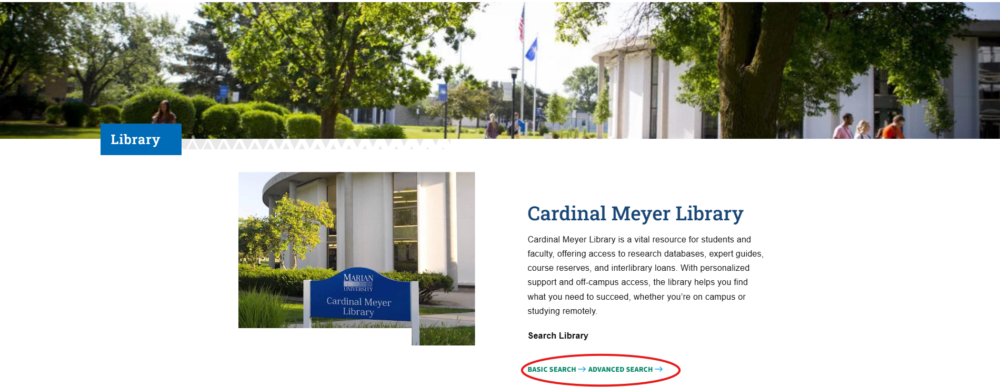 Library
Cardinal Meyer Library
Cardinal Meyer Library is a vital resource for students and
faculty, offering access to research databases, expert guides,
course reserves, and interlibrary loans. With personalized
support and off-campus access, the library helps you find
what you need to succeed, whether you’re on campus or
studying remotely.
Search Library
BASIC SEARCH → ADVANCED SEARCH →
MARIAN
UNIVERSITY
Cardinal Meyer
Library